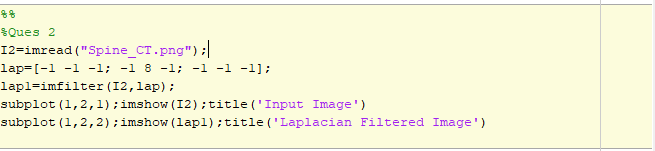 %%
%Ques 2
I2=imread("Spine_CT.png");
lap=[-1 -1 -1; -1 8 -1; -1 -1 -1];
lap1=imfilter(I2,lap);
subplot(1,2,1);imshow(I2);title('Input Image')
subplot(1,2,2);imshow(lap1);title('Laplacian Filtered Image')